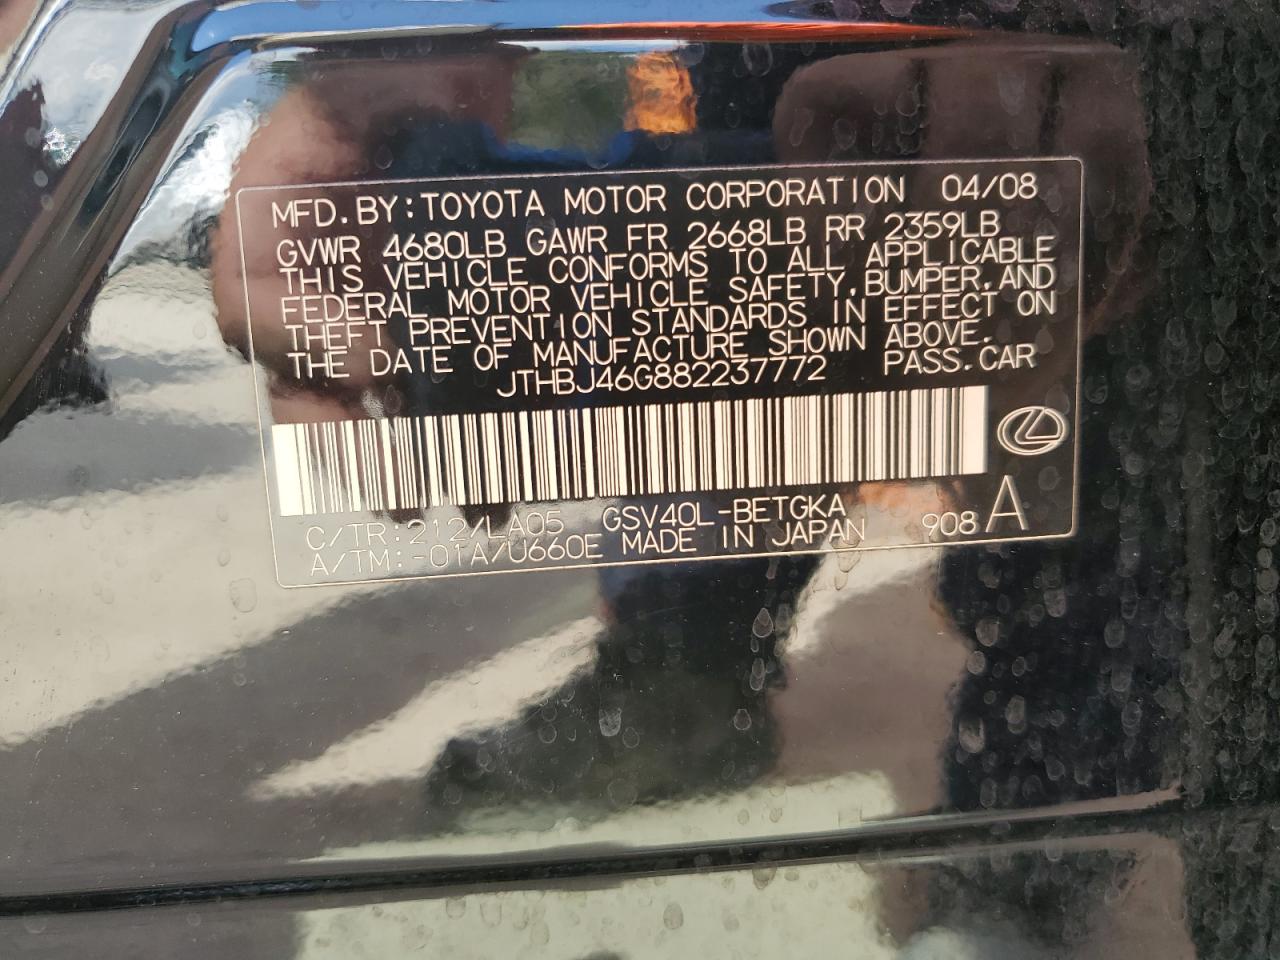 MFD.BY:TOYOTA MOTOR CORPORATION 04/08
GVWR 4680LB GAWR FR 2668LB RR 2359LB
THIS VEHICLE CONFORMS TO ALL APPLICABLE
FEDERAL MOTOR VEHICLE SAFETY,BUMPER,AND
THEFT PREVENTION STANDARDS IN EFFECT ON
THE DATE OF MANUFACTURE SHOWN ABOVE.
JTHBJ46G882237772 PASS.CAR
C/TR:212/LA05 GSV40L-BETGKA
A/TM:-01A/U660E MADE IN JAPAN 908 A